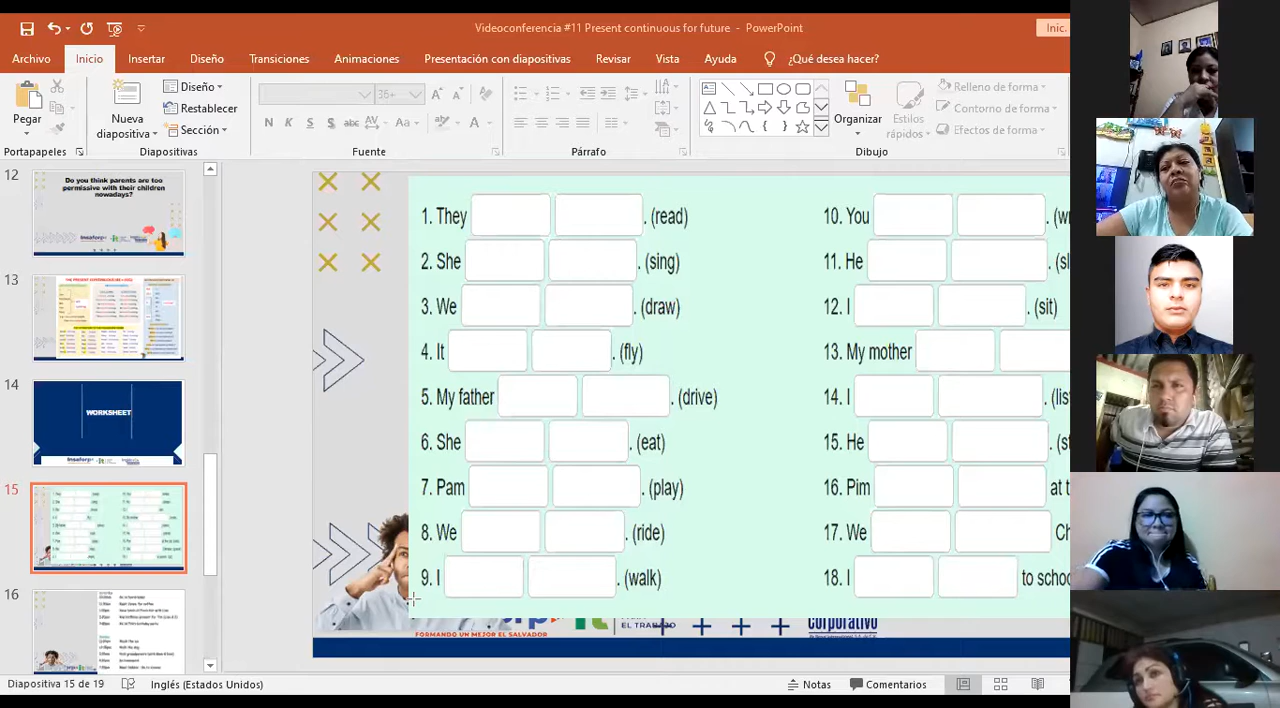 Videoconferencia #11 Present continuous for future - PowerPoint
Inic.
Archivo Inicio Insertar Diseño Transiciones Animaciones Presentación con diapositivas Revisar Vista Ayuda ¿Qué desea hacer?
Pegar
Nueva diapositiva
Diseño
Restablecer
Sección
36+
N K S S abc AV Aa A
Organizar
Estilos rápidos
Relleno de forma
Contorno de forma
Efectos de forma
Portapapeles Diapositivas Fuente Párrafo Dibujo
12
Do you think parents are too
permissive with their children
nowadays?
13
14
WORKSHEET
15
16
1. They . (read)
2. She . (sing)
3. We . (draw)
4. It . (fly)
5. My father . (drive)
6. She . (eat)
7. Pam . (play)
8. We . (ride)
9. I . (walk)
10. You
11. He
12. I . (sit)
13. My mother
14. I
15. He
16. Pim at t
17. We
18. I to schoo
FORMANDO UN MEJOR EL SALVADOR
EL TRABAJO
Corporativo
Diapositiva 15 de 19 Inglés (Estados Unidos) Notas Comentarios